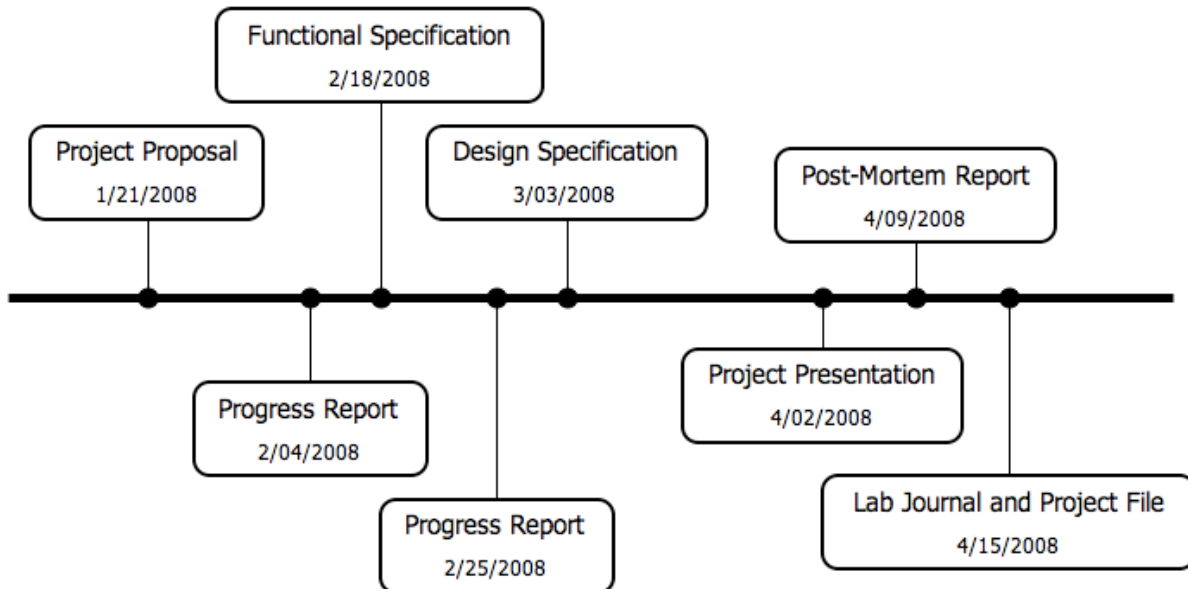 Functional Specification
2/18/2008
Project Proposal
1/21/2008
Design Specification
3/03/2008
Post-Mortem Report
4/09/2008
Progress Report
2/04/2008
Project Presentation
4/02/2008
Progress Report
2/25/2008
Lab Journal and Project File
4/15/2008